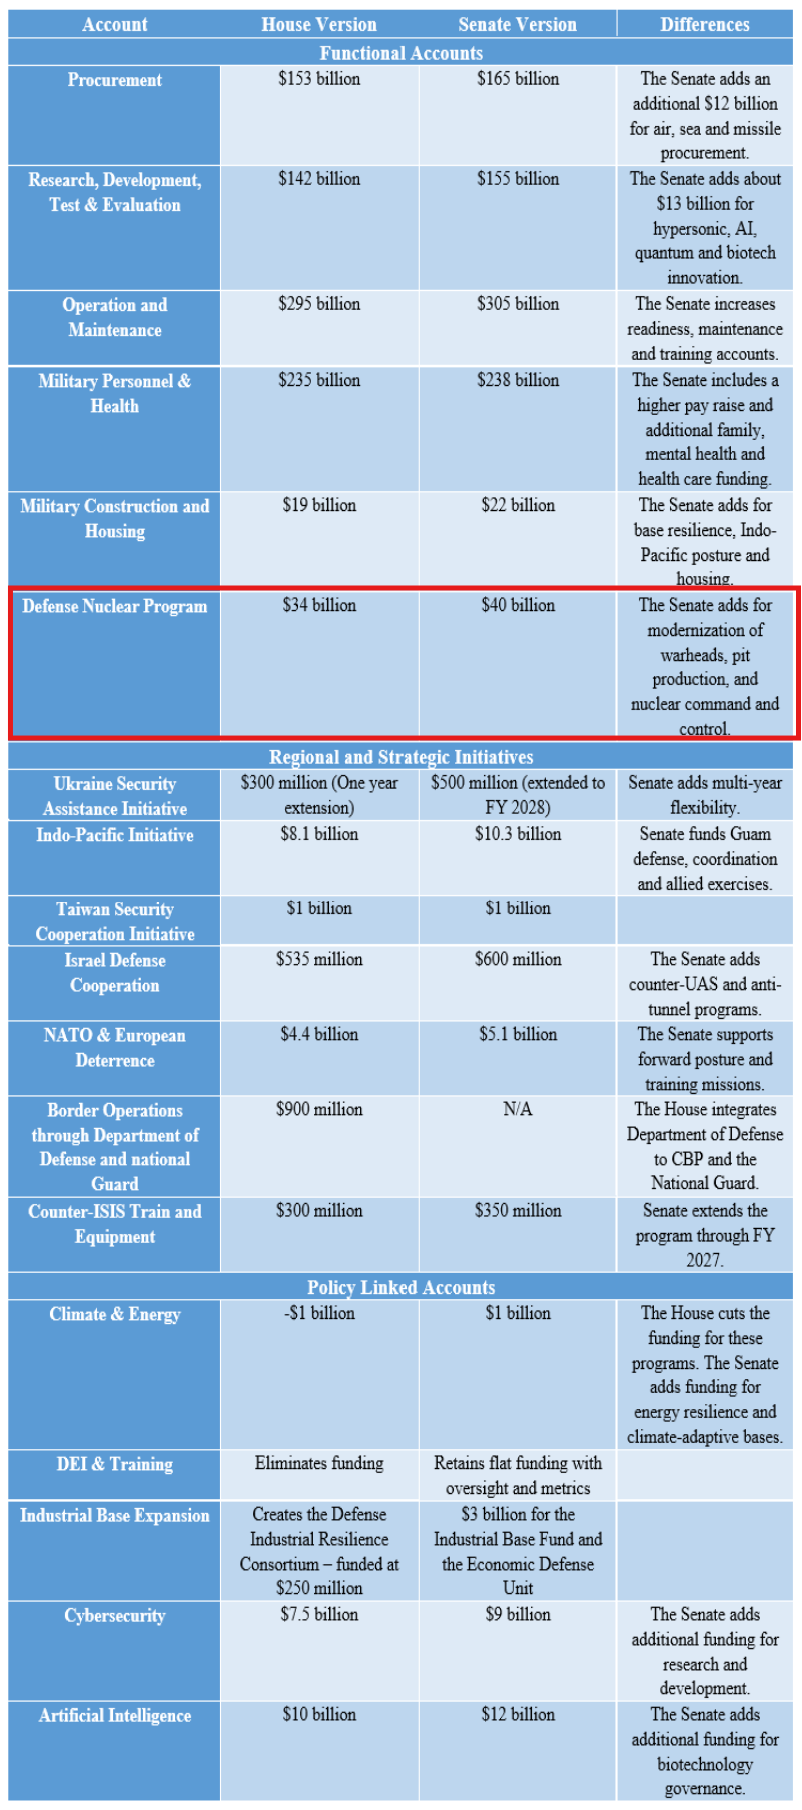 Account House Version Senate Version Differences
Functional Accounts
Procurement $153 billion $165 billion The Senate adds an
additional $12 billion
for air, sea and missile
procurement.
Research, Development, $142 billion $155 billion The Senate adds about
Test & Evaluation $13 billion for
hypersonic, AI,
quantum and biotech
innovation.
Operation and $295 billion $305 billion The Senate increases
Maintenance readiness, maintenance
and training accounts.
Military Personnel & $235 billion $238 billion The Senate includes a
Health higher pay raise and
additional family,
mental health and
health care funding.
Military Construction and $19 billion $22 billion The Senate adds for
Housing base resilience, Indo-
Pacific posture and
housing.
Defense Nuclear Program $34 billion $40 billion The Senate adds for
modernization of
warheads, pit
production, and
nuclear command and
control.
Regional and Strategic Initiatives
Ukraine Security $300 million (One year $500 million (extended to Senate adds multi-year
Assistance Initiative extension) FY 2028) flexibility.
Indo-Pacific Initiative $8.1 billion $10.3 billion Senate funds Guam
defense, coordination
and allied exercises.
Taiwan Security $1 billion $1 billion
Cooperation Initiative
Israel Defense $535 million $600 million The Senate adds
Cooperation counter-UAS and anti-
tunnel programs.
NATO & European $4.4 billion $5.1 billion The Senate supports
Deterrence forward posture and
training missions.
Border Operations $900 million N/A The House integrates
through Department of Department of Defense
Defense and national to CBP and the
Guard National Guard.
Counter-ISIS Train and $300 million $350 million Senate extends the
Equipment program through FY
2027.
Policy Linked Accounts
Climate & Energy -$1 billion $1 billion The House cuts the
funding for these
programs. The Senate
adds funding for
energy resilience and
climate-adaptive bases.
DEI & Training Eliminates funding Retains flat funding with
oversight and metrics
Industrial Base Expansion Creates the Defense $3 billion for the
Industrial Resilience Industrial Base Fund and
Consortium – funded at the Economic Defense
$250 million Unit
Cybersecurity $7.5 billion $9 billion The Senate adds
additional funding for
research and
development.
Artificial Intelligence $10 billion $12 billion The Senate adds
additional funding for
biotechnology
governance.